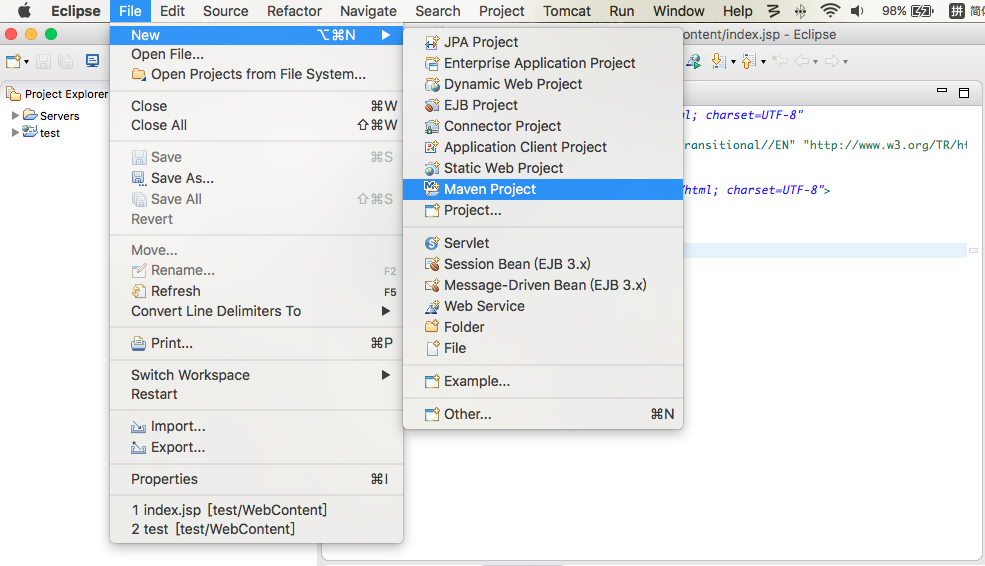 Eclipse File Edit Source Refactor Navigate Search Project Tomcat Run Window Help 98% 拼
ontent/index.jsp - Eclipse
New ⌥⌘N ▶
Open File...
Open Projects from File System...
Close ⌘W
Close All ⇧⌘W
Save ⌘S
Save As...
Save All ⇧⌘S
Revert
Move...
Rename... F2
Refresh F5
Convert Line Delimiters To ▶
Print... ⌘P
Switch Workspace ▶
Restart
Import...
Export...
Properties ⌘I
1 index.jsp [test/WebContent]
2 test [test/WebContent]
JPA Project
Enterprise Application Project
Dynamic Web Project
EJB Project
Connector Project
Application Client Project
Static Web Project
Maven Project
Project...
Servlet
Session Bean (EJB 3.x)
Message-Driven Bean (EJB 3.x)
Web Service
Folder
File
Example...
Other... ⌘N
Project Explorer
Servers
test
l; charset=UTF-8"
ransitional//EN" "http://www.w3.org/TR/ht
html; charset=UTF-8">